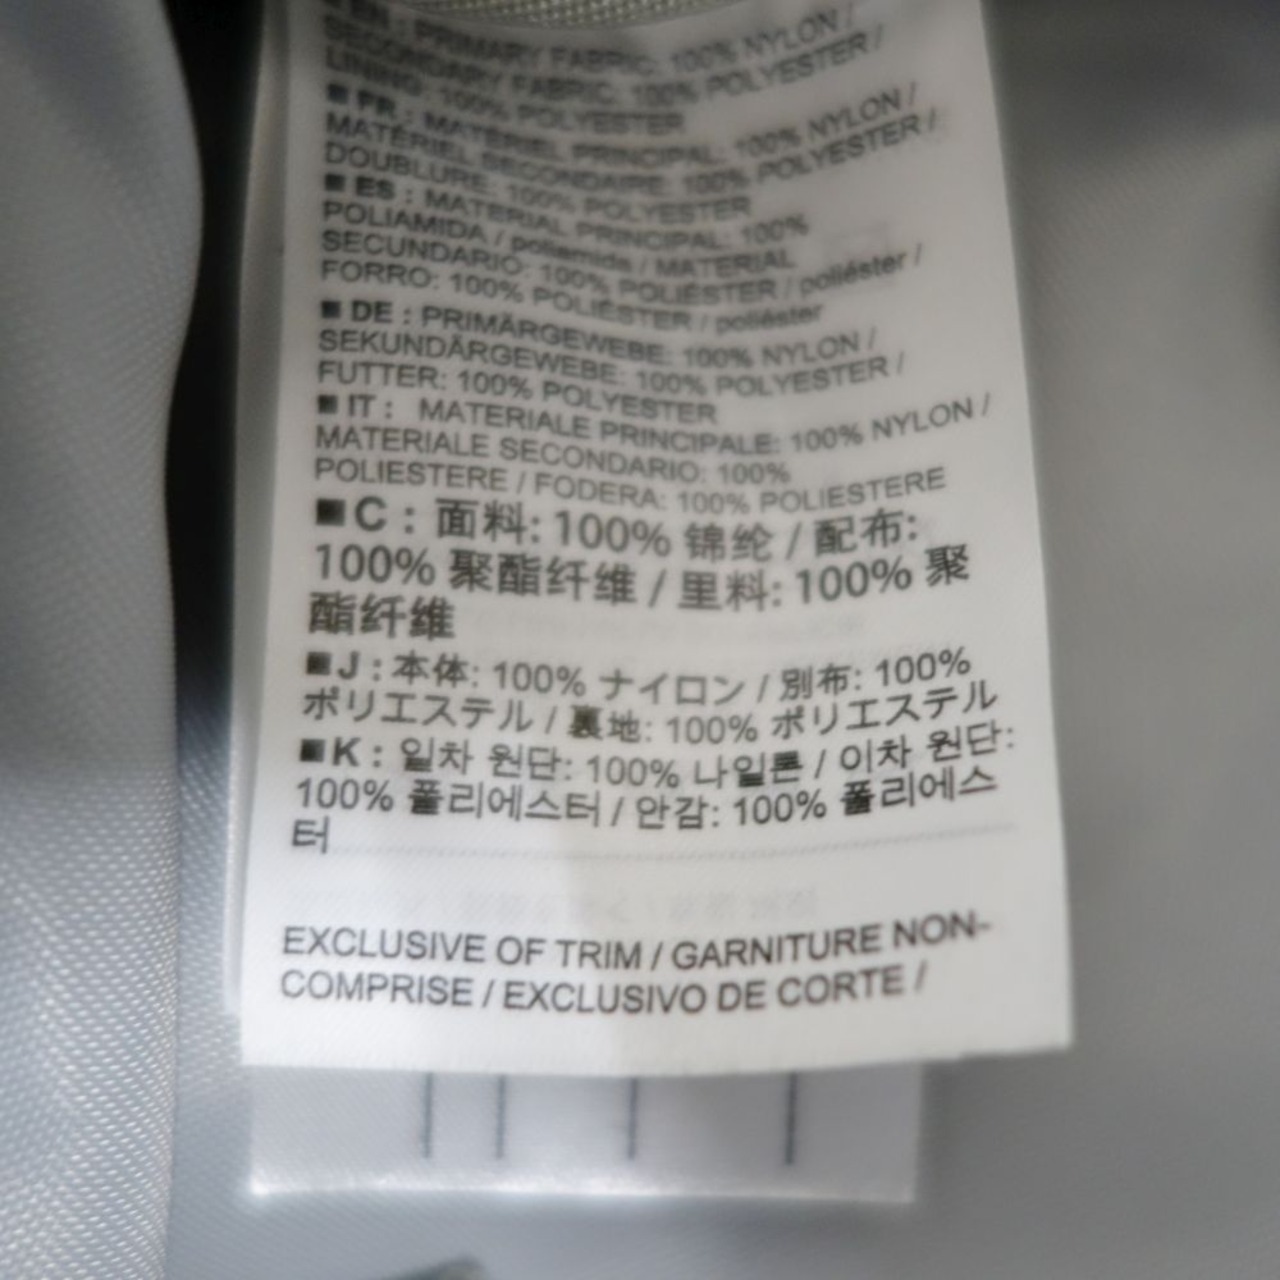 ■ EN : PRIMARY FABRIC: 100% NYLON /
SECONDARY FABRIC: 100% POLYESTER /
LINING: 100% POLYESTER
■ FR : MATÉRIEL PRINCIPAL: 100% NYLON /
MATÉRIEL SECONDAIRE: 100% POLYESTER /
DOUBLURE: 100% POLYESTER
■ ES : MATERIAL PRINCIPAL: 100%
POLIAMIDA / poliamida / MATERIAL
SECUNDARIO: 100% POLIÉSTER / poliéster /
FORRO: 100% POLIÉSTER / poliéster
■ DE : PRIMÄRGEWEBE: 100% NYLON /
SEKUNDÄRGEWEBE: 100% POLYESTER /
FUTTER: 100% POLYESTER
■ IT : MATERIALE PRINCIPALE: 100% NYLON /
MATERIALE SECONDARIO: 100%
POLIESTERE / FODERA: 100% POLIESTERE
■ C : 面料: 100% 锦纶 / 配布:
100% 聚酯纤维 / 里料: 100% 聚
酯纤维
■ J : 本体: 100% ナイロン / 別布: 100%
ポリエステル / 裏地: 100% ポリエステル
■ K : 일차 원단: 100% 나일론 / 이차 원단:
100% 폴리에스터 / 안감: 100% 폴리에스
터
EXCLUSIVE OF TRIM / GARNITURE NON-
COMPRISE / EXCLUSIVO DE CORTE /